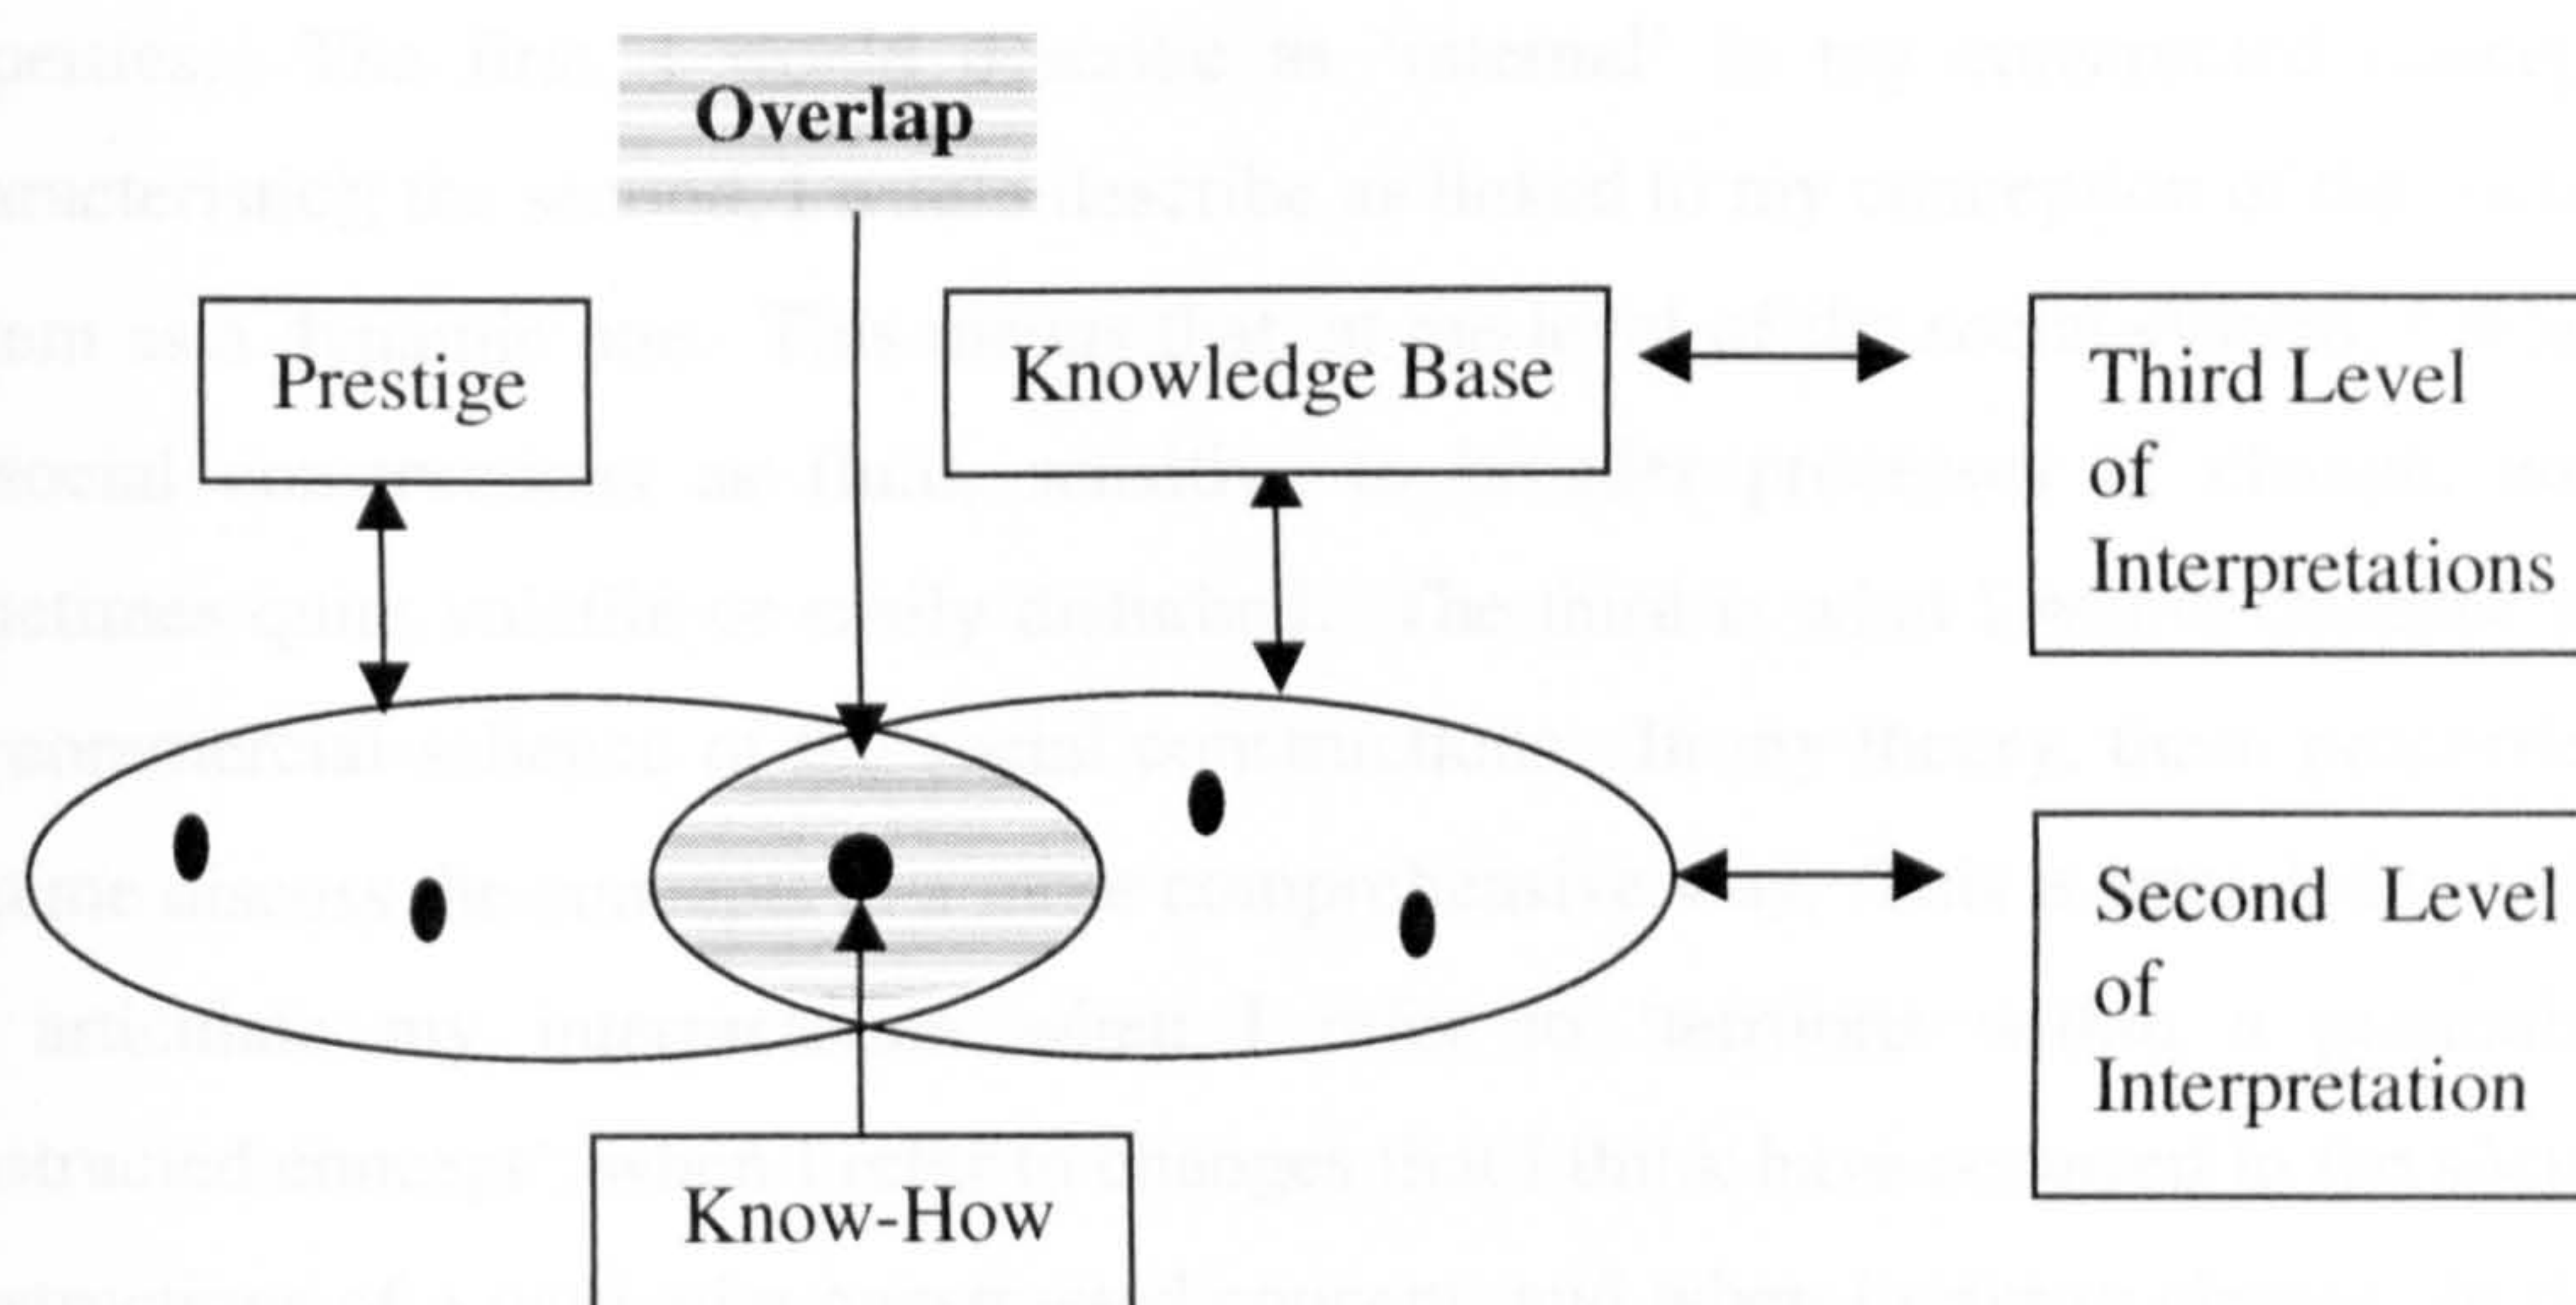 Overlap
Prestige
Knowledge Base
Third Level
of
Interpretations
Second Level
of
Interpretation
Know-How